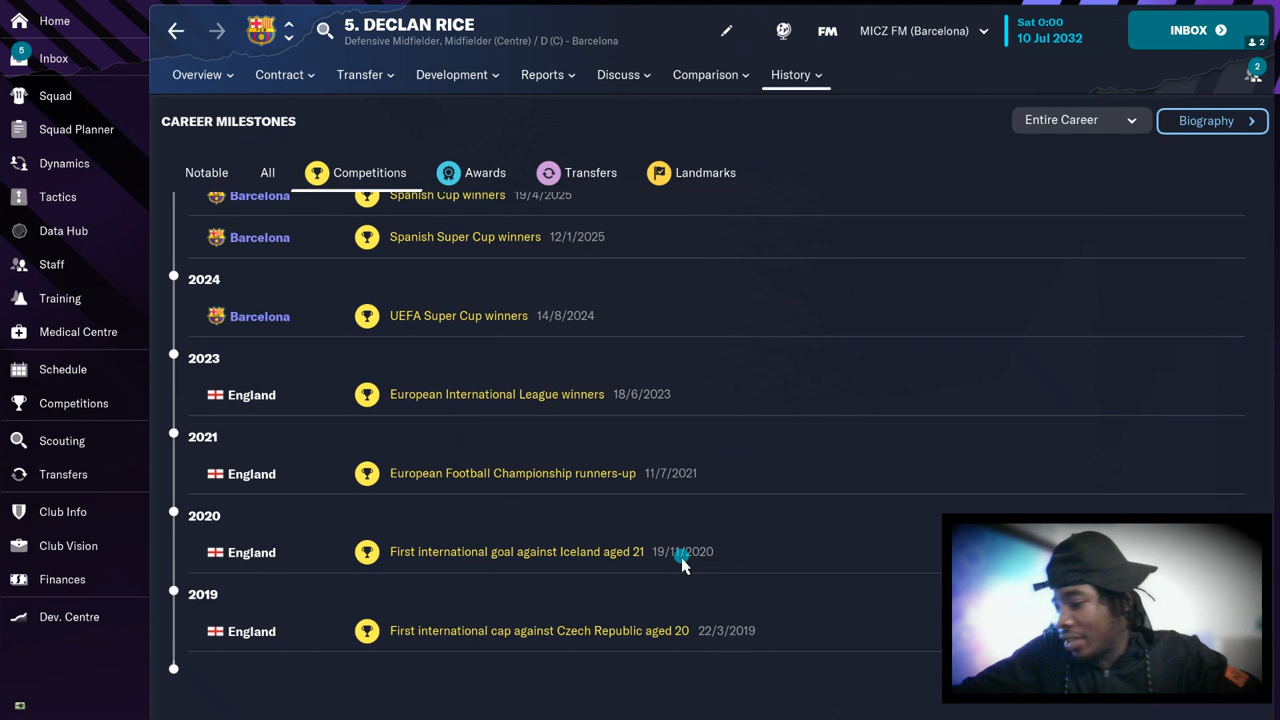 Home
5. DECLAN RICE
Defensive Midfielder, Midfielder (Centre) / D (C) - Barcelona
FM
MICZ FM (Barcelona)
Sat 0:00
10 Jul 2032
INBOX
2
5
Inbox
Overview
Contract
Transfer
Development
Reports
Discuss
Comparison
History
2
Squad
Squad Planner
Dynamics
Tactics
Data Hub
Staff
Training
Medical Centre
Schedule
Competitions
Scouting
Transfers
Club Info
Club Vision
Finances
Dev. Centre
CAREER MILESTONES
Entire Career
Biography
Notable
All
Competitions
Awards
Transfers
Landmarks
Barcelona Spanish Cup winners 19/4/2025
Barcelona Spanish Super Cup winners 12/1/2025
2024
Barcelona UEFA Super Cup winners 14/8/2024
2023
England European International League winners 18/6/2023
2021
England European Football Championship runners-up 11/7/2021
2020
England First international goal against Iceland aged 21 19/11/2020
2019
England First international cap against Czech Republic aged 20 22/3/2019